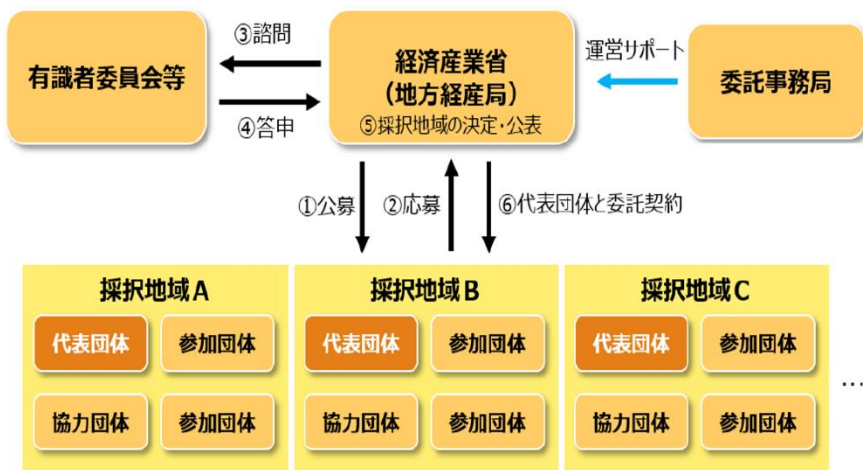 ③諮問
有識者委員会等
④答申
経済産業省
(地方経産局)
⑤採択地域の決定・公表
運営サポート
委託事務局
①公募
②応募
⑥代表団体と委託契約
採択地域A
代表団体
参加団体
協力団体
参加団体
採択地域B
代表団体
参加団体
協力団体
参加団体
採択地域C
代表団体
参加団体
協力団体
参加団体
…